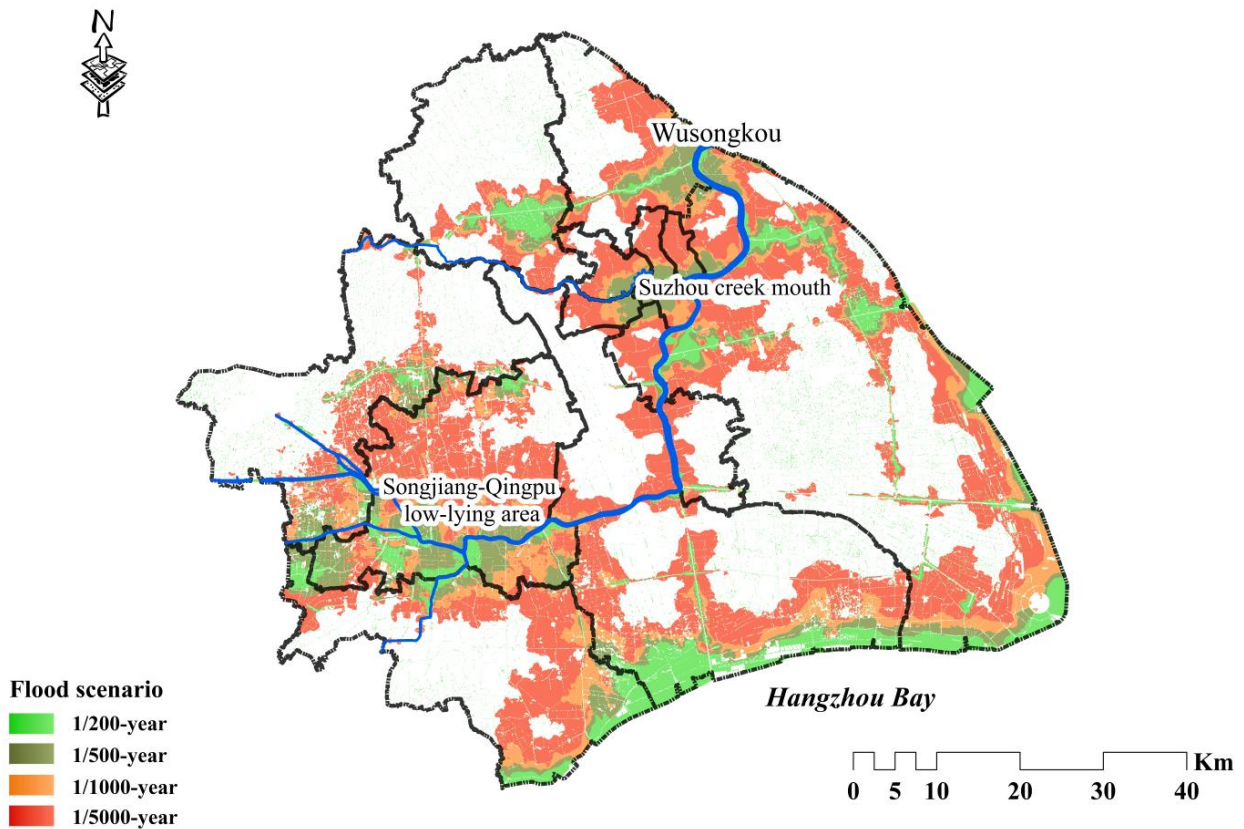 N
Wusongkou
Suzhou creek mouth
Songjiang-Qingpu
low-lying area
Hangzhou Bay
Flood scenario
1/200-year
1/500-year
1/1000-year
1/5000-year
Km
0 5 10 20 30 40